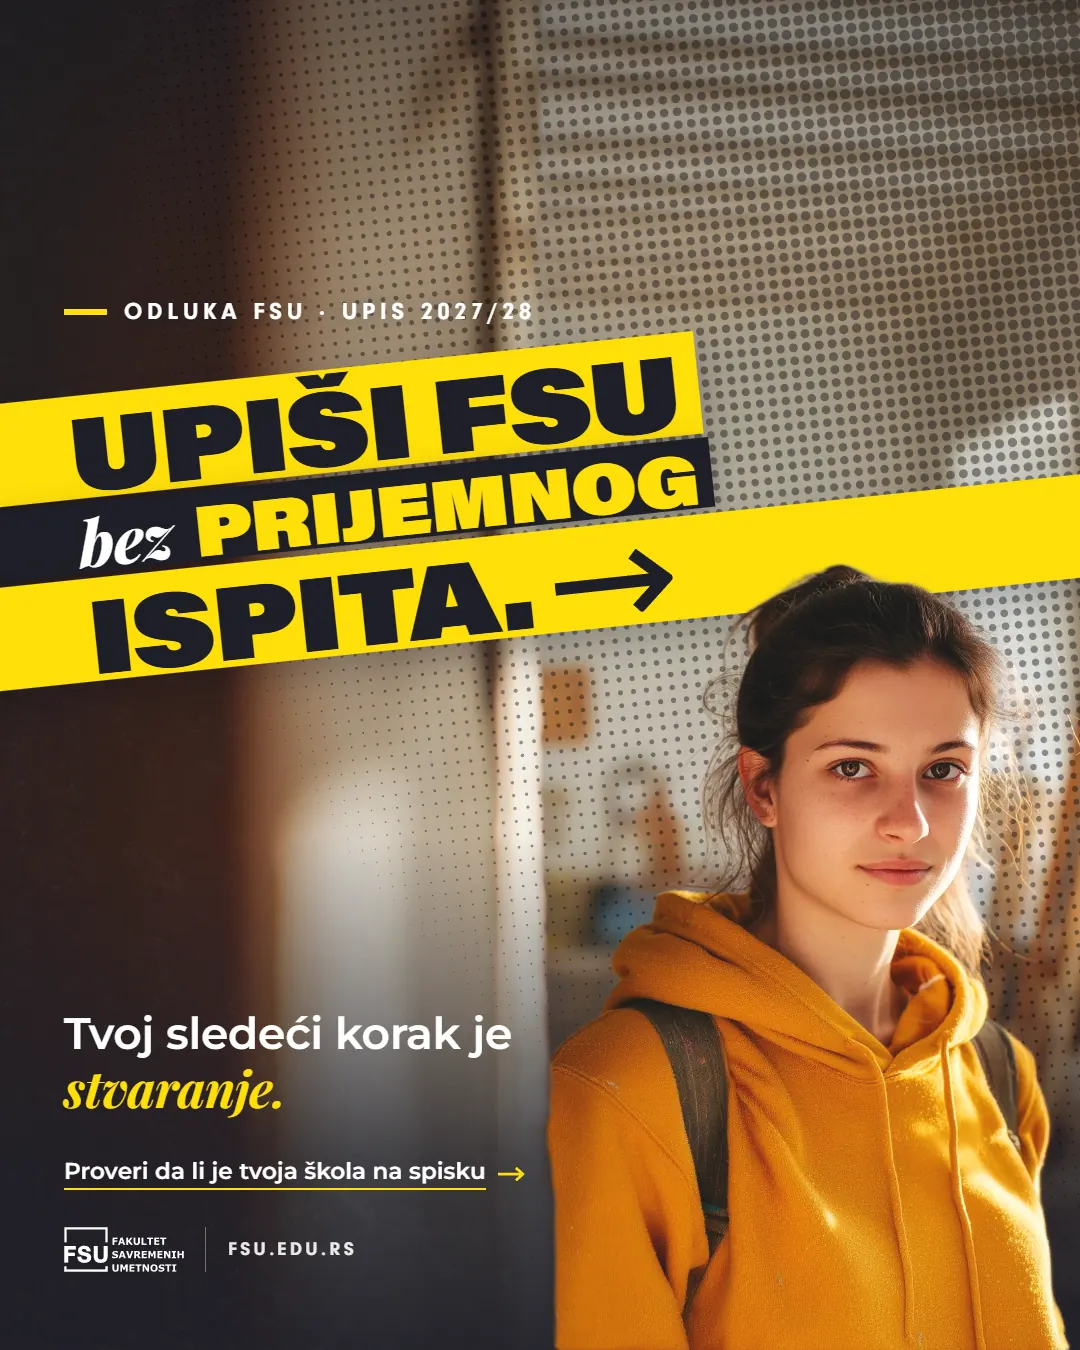 ODLUKA FSU · UPIS 2027/28
UPIŠI FSU
bez PRIJEMNOG
ISPITA. →
Tvoj sledeći korak je
stvaranje.
Proveri da li je tvoja škola na spisku →
FSU FAKULTET
SAVREMENIH
UMETNOSTI
FSU.EDU.RS